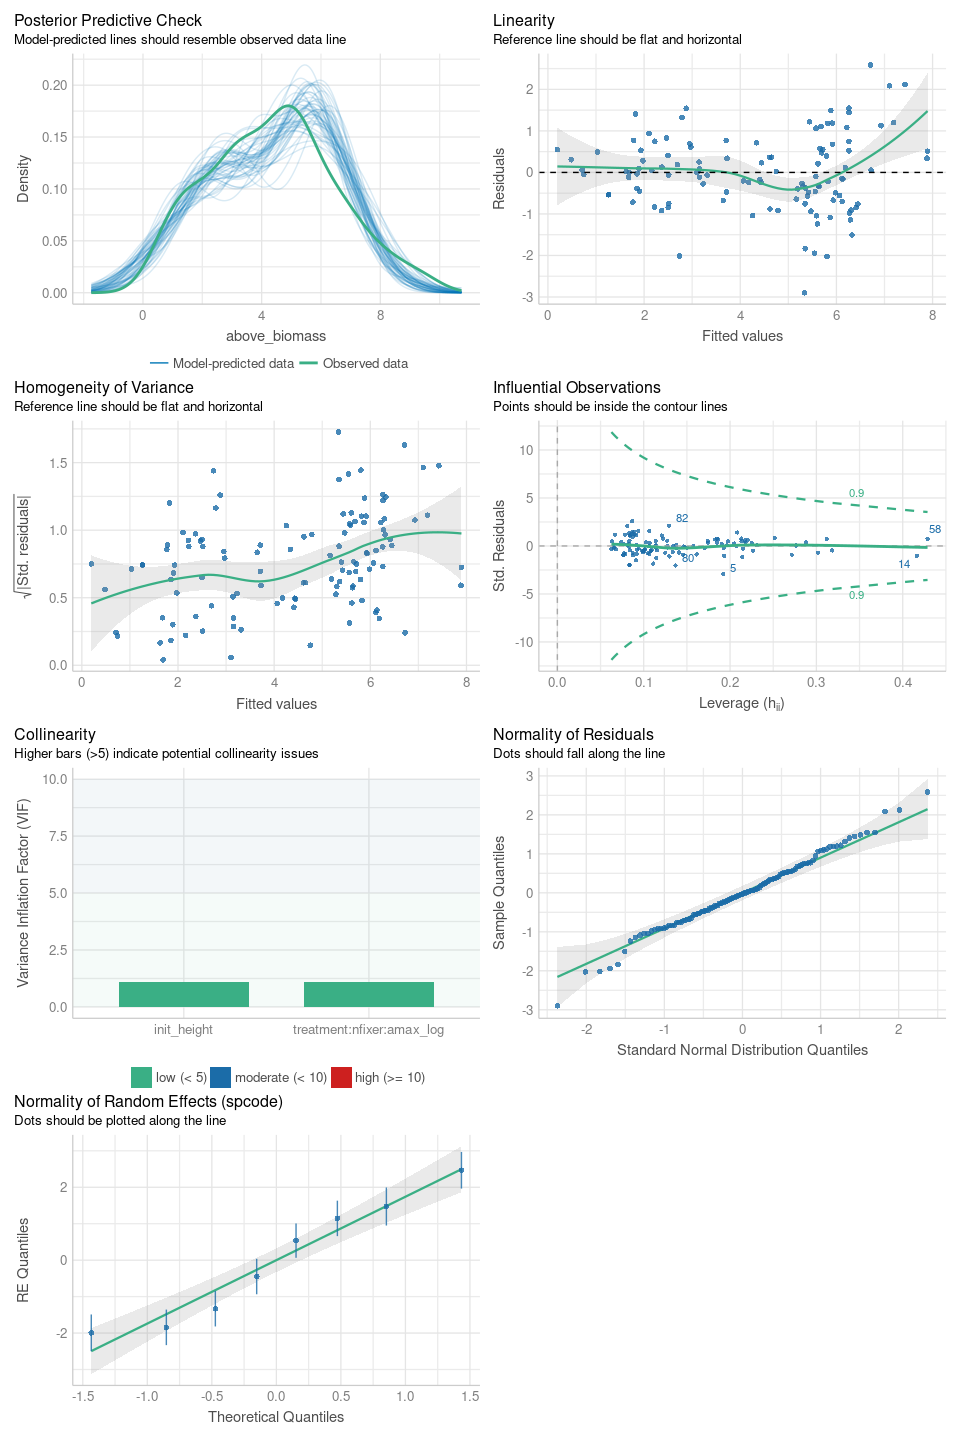 Posterior Predictive Check
Model-predicted lines should resemble observed data line
Density
0.20
0.15
0.10
0.05
0.00
0
4
8
above_biomass
Model-predicted data
Observed data
Linearity
Reference line should be flat and horizontal
Residuals
2
1
0
-1
-2
-3
0
2
4
6
8
Fitted values
Homogeneity of Variance
Reference line should be flat and horizontal
√|Std. residuals|
1.5
1.0
0.5
0.0
0
2
4
6
8
Fitted values
Influential Observations
Points should be inside the contour lines
Std. Residuals
10
5
0
-5
-10
0.9
82
58
80
5
14
0.9
0.0
0.1
0.2
0.3
0.4
Leverage (hii)
Collinearity
Higher bars (>5) indicate potential collinearity issues
Variance Inflation Factor (VIF)
10.0
7.5
5.0
2.5
0.0
init_height
treatment:nfixer:amax_log
low (< 5)
moderate (< 10)
high (>= 10)
Normality of Residuals
Dots should fall along the line
Sample Quantiles
3
2
1
0
-1
-2
-3
-2
-1
0
1
2
Standard Normal Distribution Quantiles
Normality of Random Effects (spcode)
Dots should be plotted along the line
RE Quantiles
2
0
-2
-1.5
-1.0
-0.5
0.0
0.5
1.0
1.5
Theoretical Quantiles